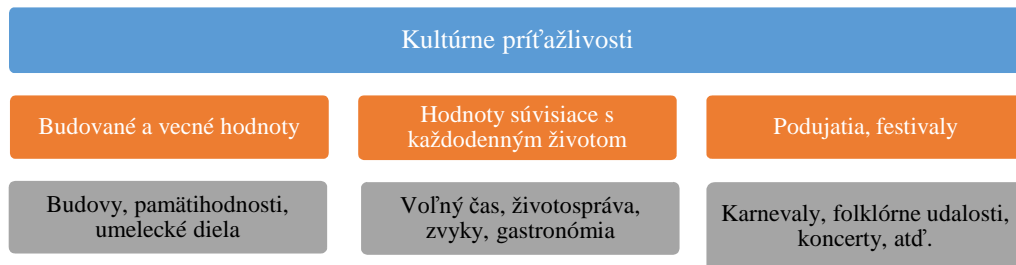 Kultúrne príťažlivosti
Budované a vecné hodnoty
Hodnoty súvisiace s
každodenným životom
Podujatia, festivaly
Budovy, pamätihodnosti,
umelecké diela
Voľný čas, životospráva,
zvyky, gastronómia
Karnevaly, folklórne udalosti,
koncerty, atď.